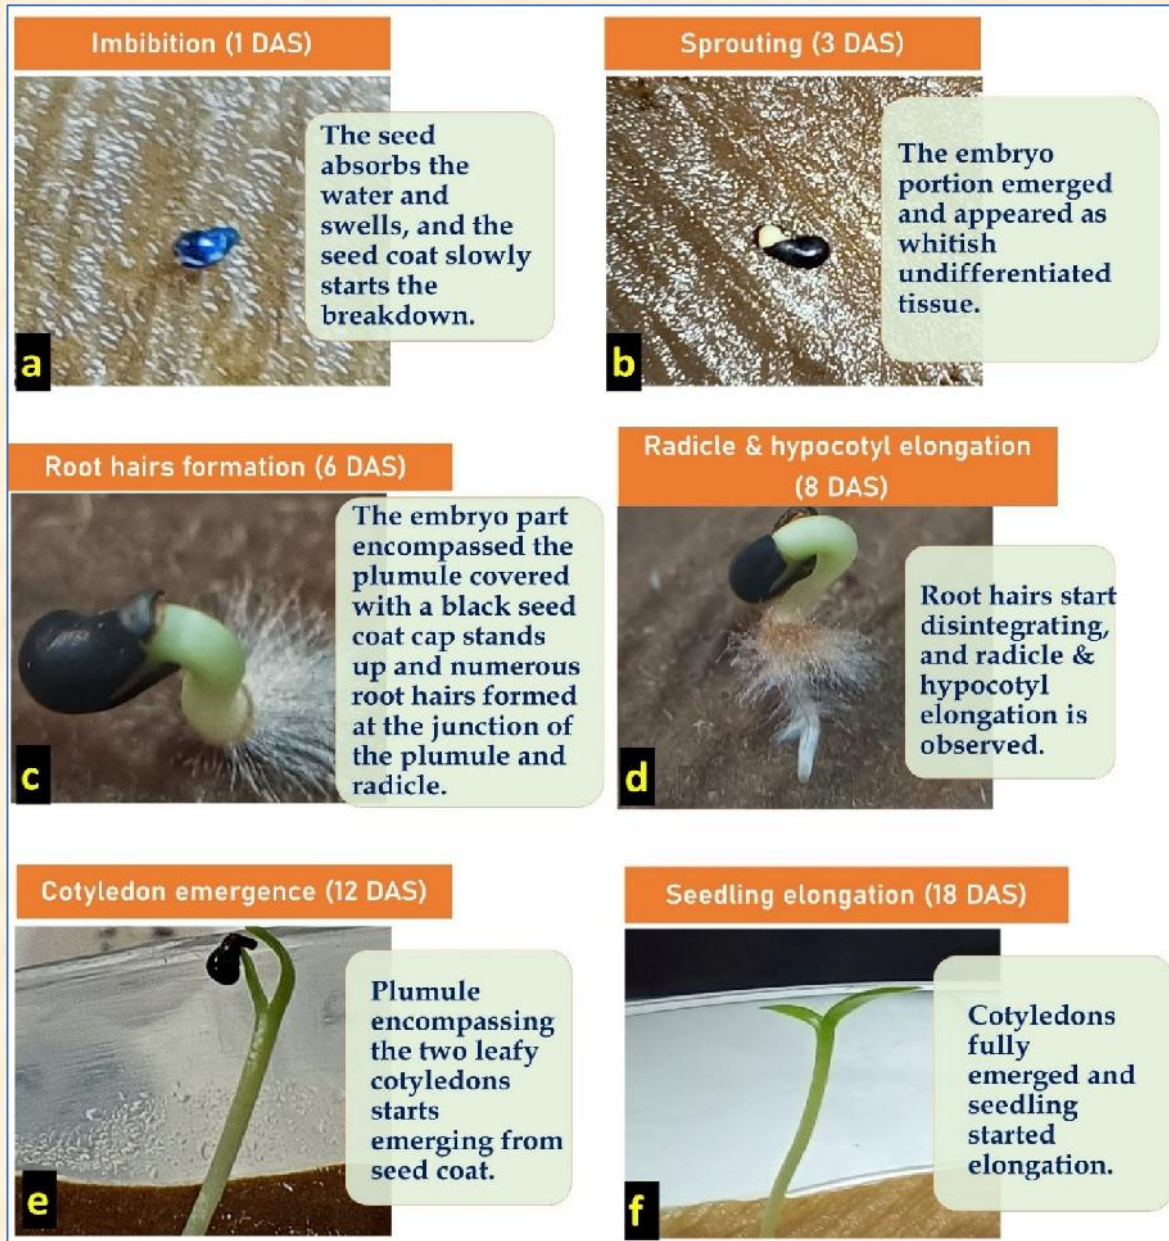 Imbibition (1 DAS)
The seed
absorbs the
water and
swells, and the
seed coat slowly
starts the
breakdown.
a
Sprouting (3 DAS)
The embryo
portion emerged
and appeared as
whitish
undifferentiated
tissue.
b
Root hairs formation (6 DAS)
The embryo part
encompassed the
plumule covered
with a black seed
coat cap stands
up and numerous
root hairs formed
at the junction of
the plumule and
radicle.
c
Radicle & hypocotyl elongation
(8 DAS)
Root hairs start
disintegrating,
and radicle &
hypocotyl
elongation is
observed.
d
Cotyledon emergence (12 DAS)
Plumule
encompassing
the two leafy
cotyledons
starts
emerging from
seed coat.
e
Seedling elongation (18 DAS)
Cotyledons
fully
emerged and
seedling
started
elongation.
f